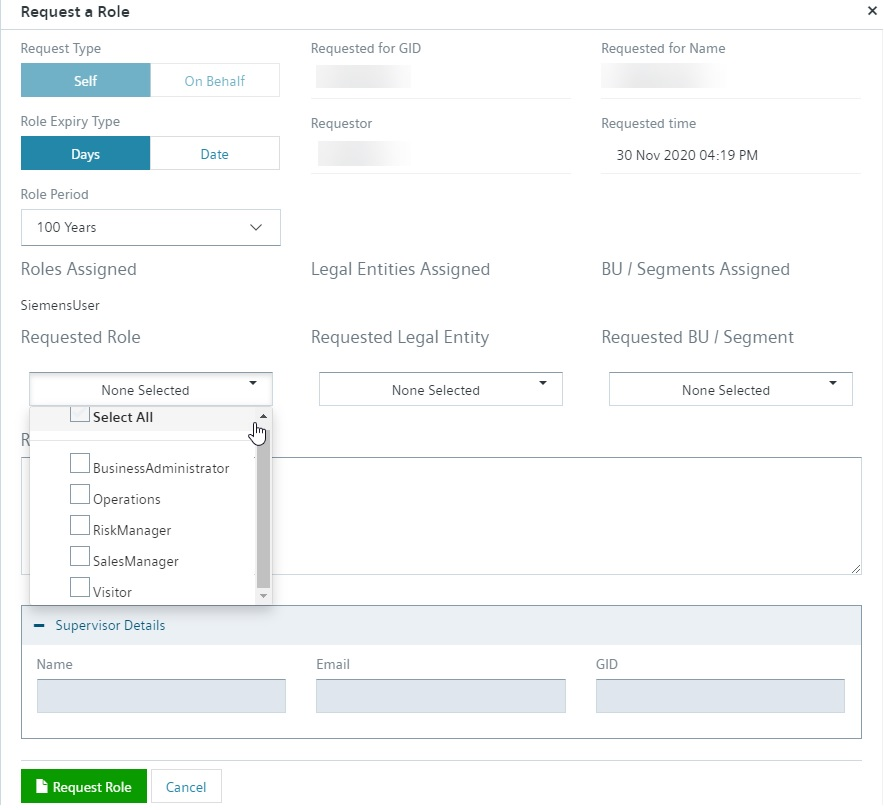 Request a Role
Request Type
Requested for GID
Requested for Name
Self
On Behalf
Role Expiry Type
Requestor
Requested time
Days
Date
30 Nov 2020 04:19 PM
Role Period
100 Years
Roles Assigned
Legal Entities Assigned
BU / Segments Assigned
SiemensUser
Requested Role
Requested Legal Entity
Requested BU / Segment
None Selected
None Selected
None Selected
Select All
BusinessAdministrator
Operations
RiskManager
SalesManager
Visitor
Supervisor Details
Name
Email
GID
Request Role
Cancel